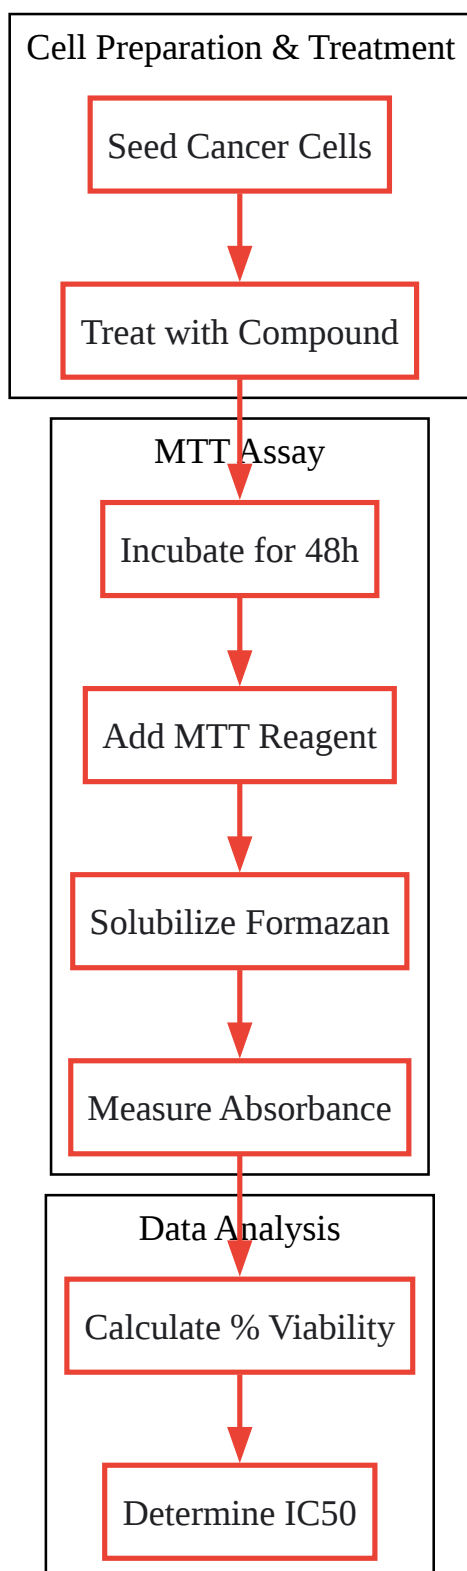 Cell Preparation & Treatment
Seed Cancer Cells
Treat with Compound
MTT Assay
Incubate for 48h
Add MTT Reagent
Solubilize Formazan
Measure Absorbance
Data Analysis
Calculate % Viability
Determine IC50